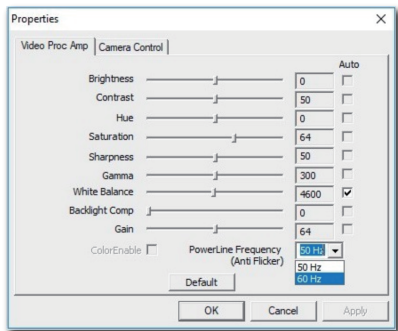 Properties
Video Proc Amp Camera Control
Auto
Brightness 0
Contrast 50
Hue 0
Saturation 64
Sharpness 50
Gamma 300
White Balance 4600
Backlight Comp 0
Gain 64
ColorEnable PowerLine Frequency 50 Hz
(Anti Flicker)
50 Hz
60 Hz
Default
OK Cancel Apply